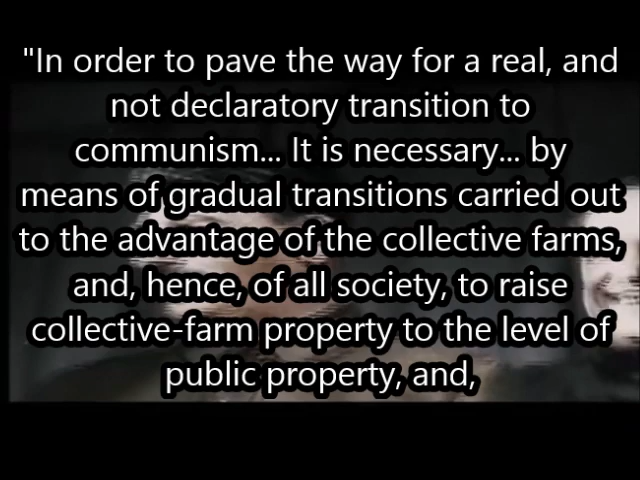 "In order to pave the way for a real, and
not declaratory transition to
communism... It is necessary... by
means of gradual transitions carried out
to the advantage of the collective farms,
and, hence, of all society, to raise
collective-farm property to the level of
public property, and,